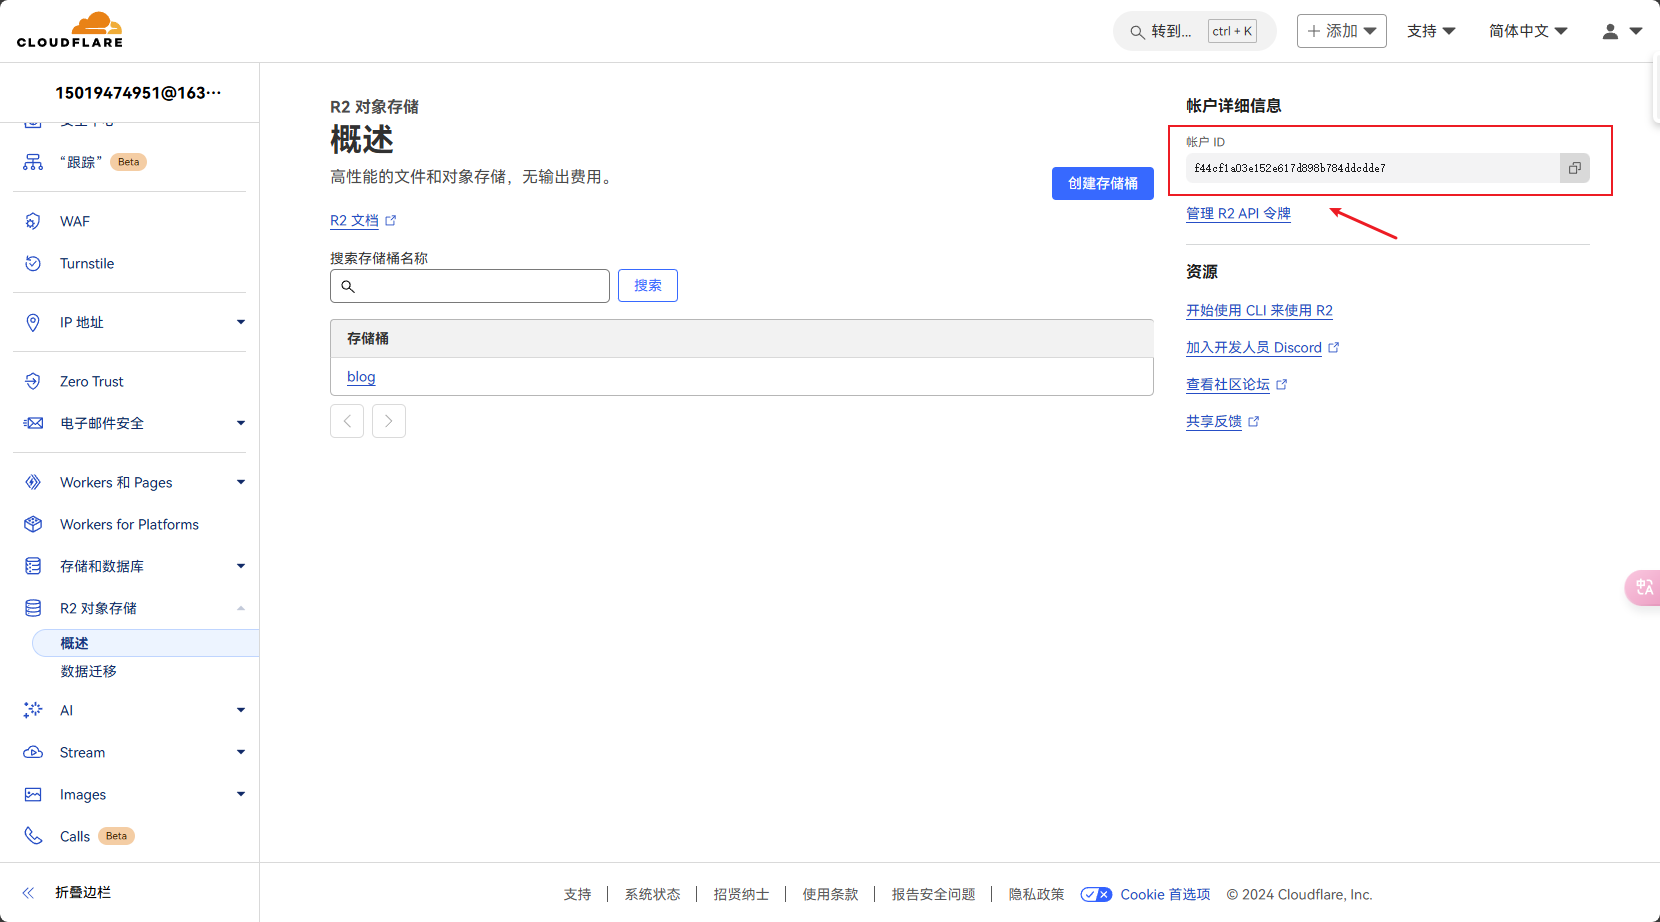 CLOUDFLARE
转到...
ctrl + K
添加
支持
简体中文
15019474951@163···
“跟踪” Beta
WAF
Turnstile
IP 地址
Zero Trust
电子邮件安全
Workers 和 Pages
Workers for Platforms
存储和数据库
R2 对象存储
概述
数据迁移
AI
Stream
Images
Calls Beta
折叠边栏
R2 对象存储
概述
高性能的文件和对象存储，无输出费用。
创建存储桶
R2 文档
搜索存储桶名称
搜索
存储桶
blog
帐户详细信息
帐户 ID
f44cf1a03e152e617d898b784ddcdde7
管理 R2 API 令牌
资源
开始使用 CLI 来使用 R2
加入开发人员 Discord
查看社区论坛
共享反馈
中A
支持 系统状态 招贤纳士 使用条款 报告安全问题 隐私政策 Cookie 首选项 © 2024 Cloudflare, Inc.